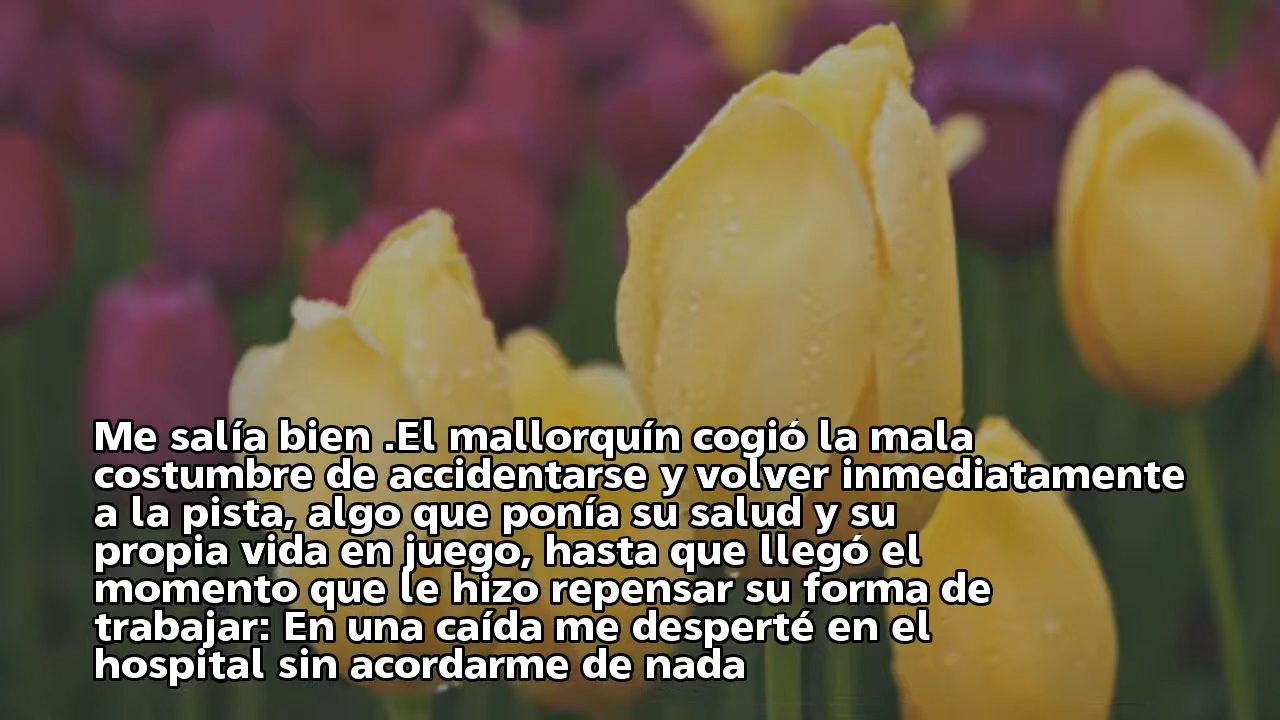 Me salía bien .El mallorquín cogió la mala
costumbre de accidentarse y volver inmediatamente
a la pista, algo que ponía su salud y su
propia vida en juego, hasta que llegó el
momento que le hizo repensar su forma de
trabajar: En una caída me desperté en el
hospital sin acordarme de nada